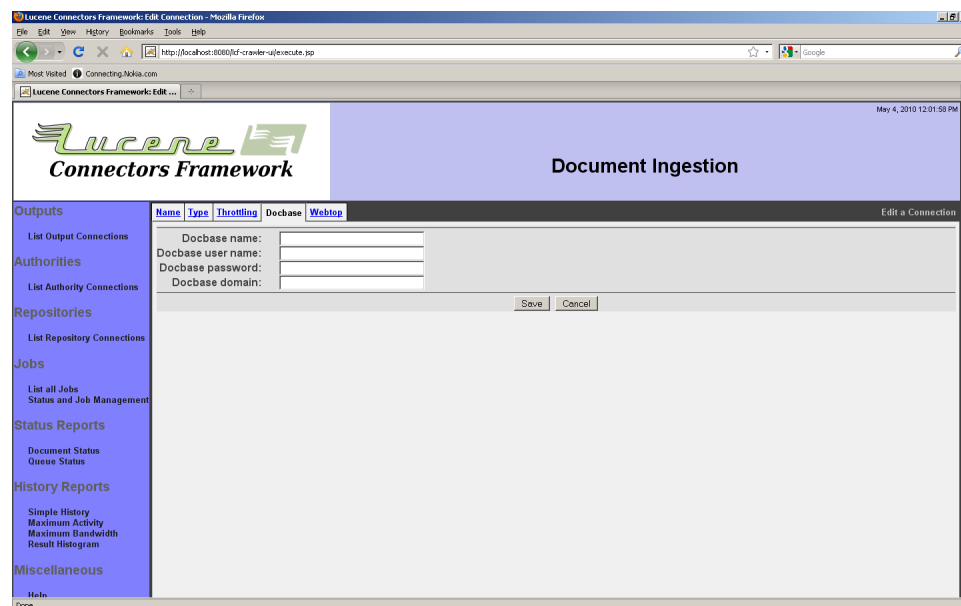 Lucene Connectors Framework: Edit Connection - Mozilla Firefox
File Edit View History Bookmarks Tools Help
http://localhost:8080/lcf-crawler-ui/execute.jsp
Google
Most Visited Connecting.Nokia.com
Lucene Connectors Framework: Edit ...
May 4, 2010 12:01:58 PM
Lucene
Connectors Framework
Document Ingestion
Name Type Throttling Docbase Webtop
Edit a Connection
Outputs
List Output Connections
Authorities
List Authority Connections
Repositories
List Repository Connections
Jobs
List all Jobs
Status and Job Management
Status Reports
Document Status
Queue Status
History Reports
Simple History
Maximum Activity
Maximum Bandwidth
Result Histogram
Miscellaneous
Help
Docbase name:
Docbase user name:
Docbase password:
Docbase domain:
Save Cancel
Done